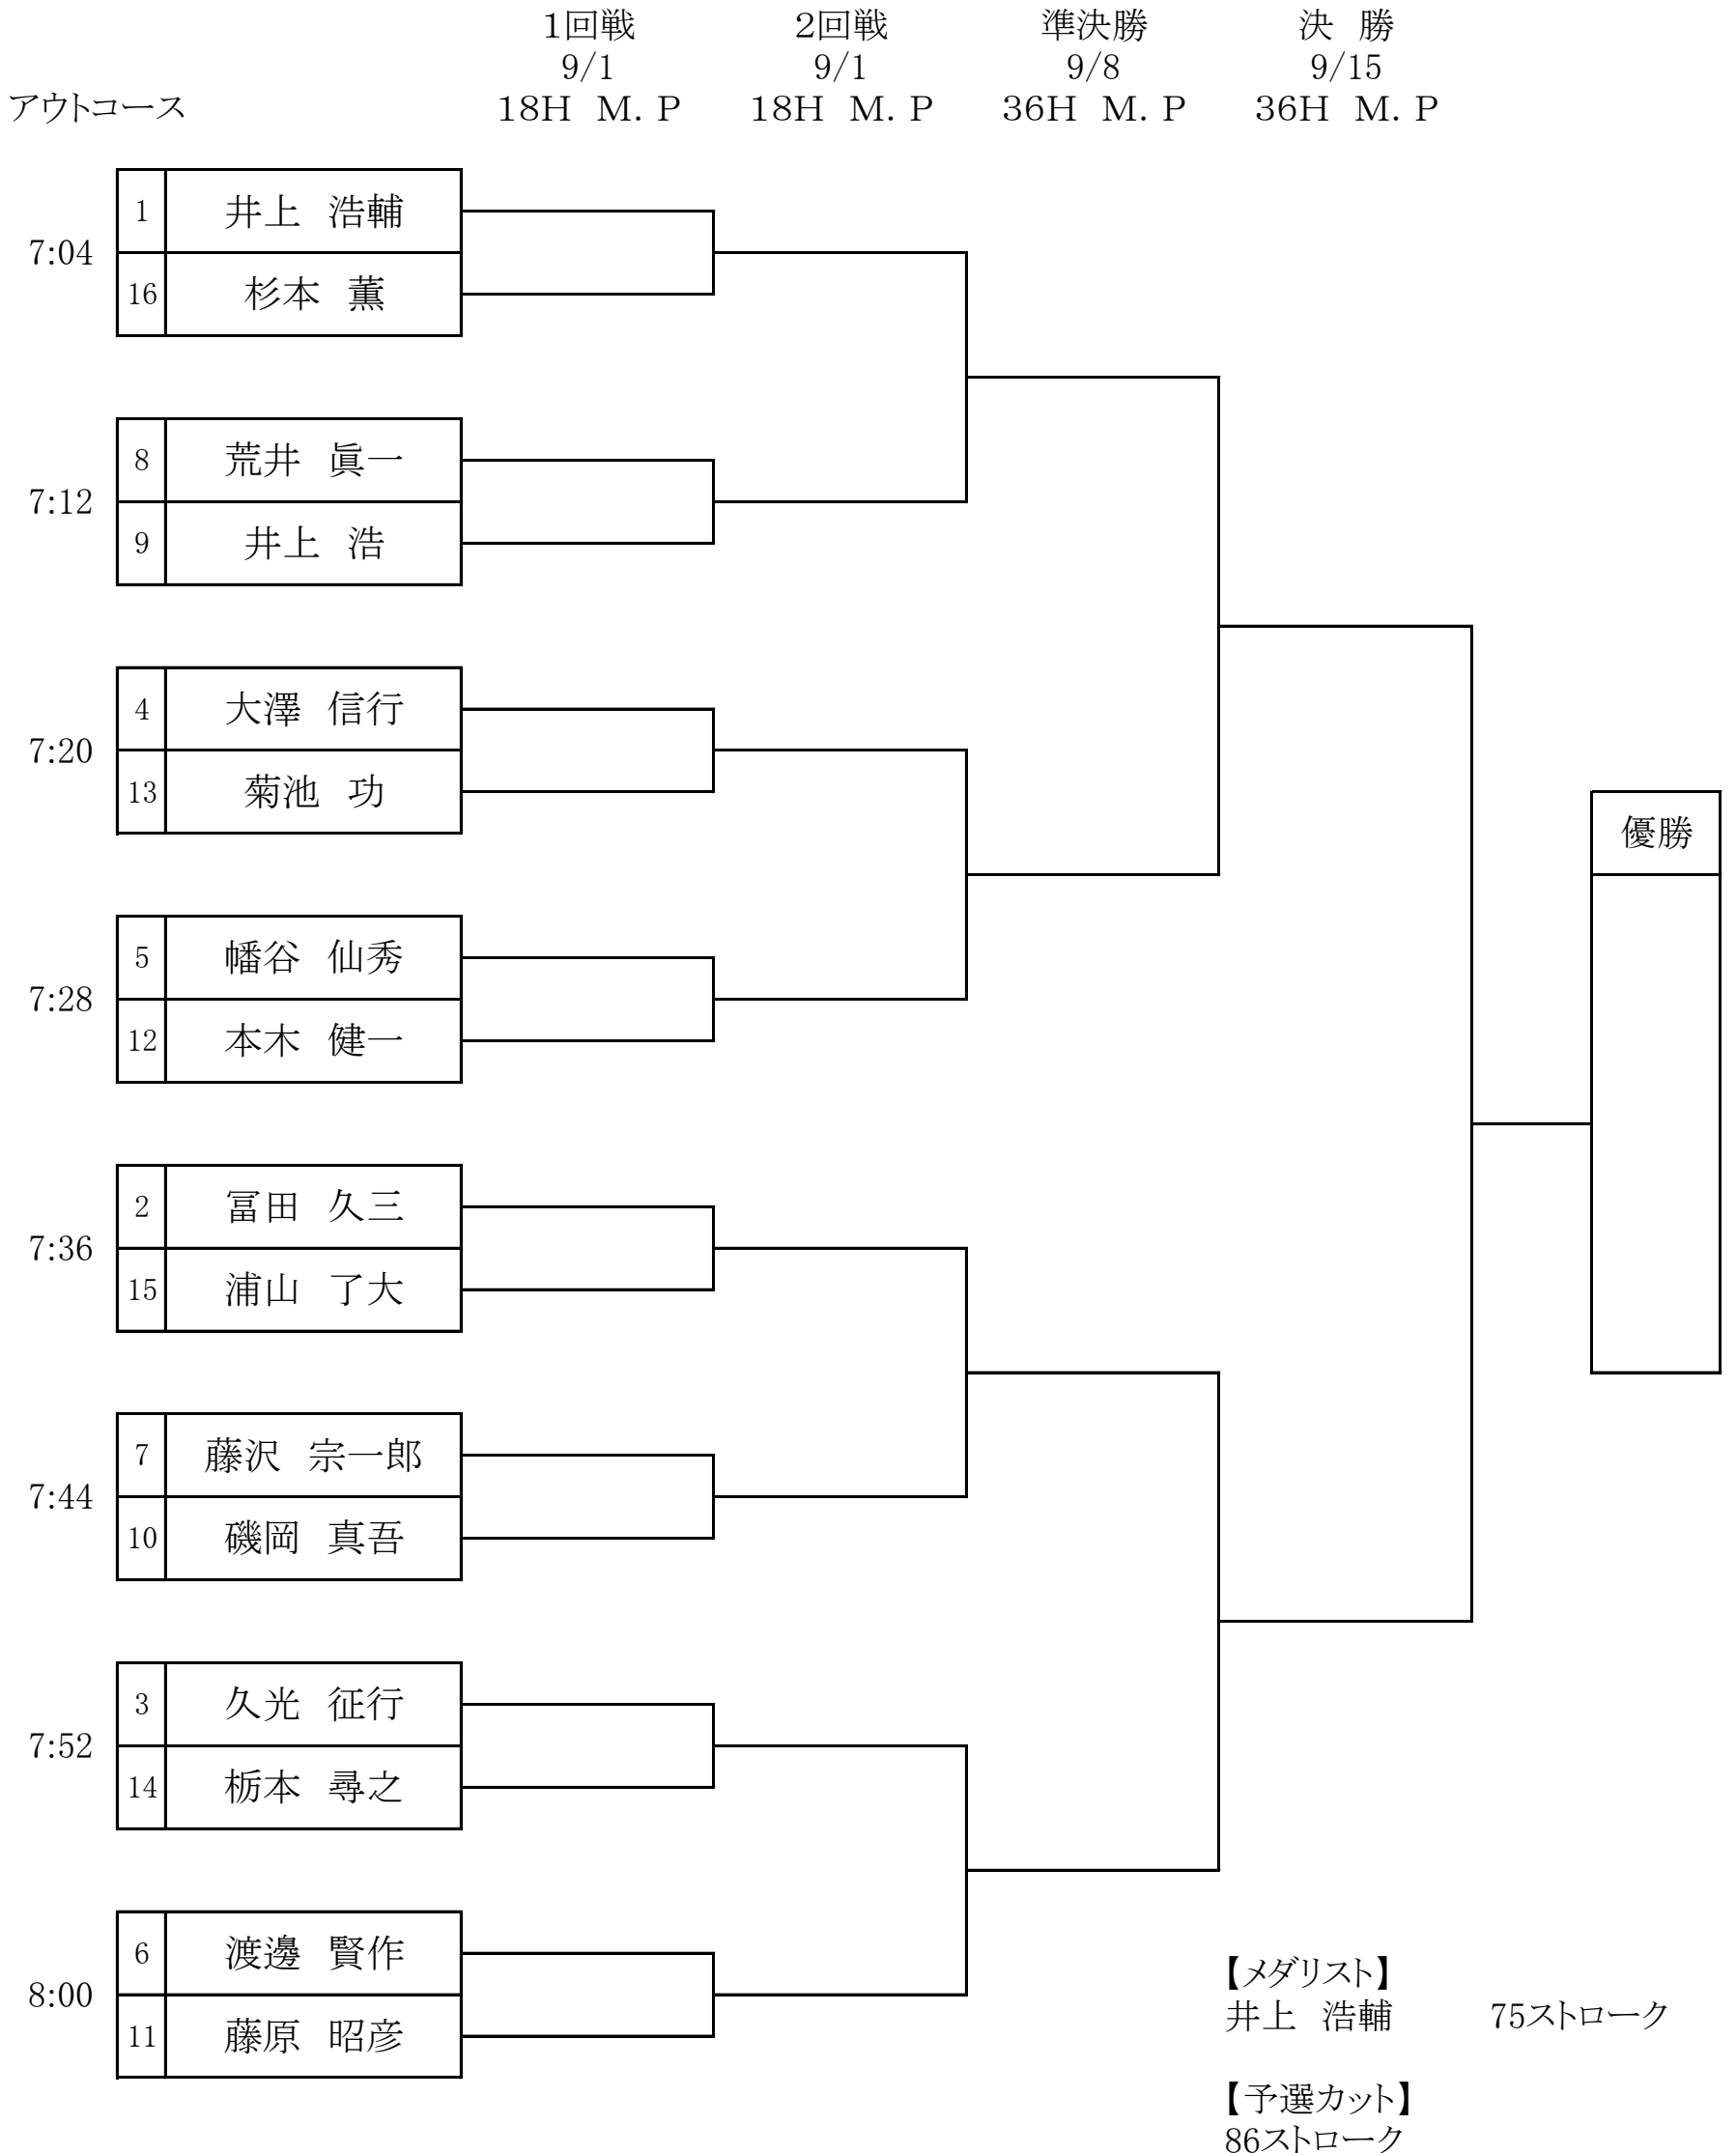 1回戦 2回戦 準決勝 決　勝
9/1 9/1 9/8 9/15
アウトコース 18H　M．P 18H　M．P 36H　M．P 36H　M．P
1 井上　浩輔
7:04
16 杉本　薫
8 荒井　眞一
7:12
9 井上　浩
4 大澤　信行
7:20
13 菊池　功
優勝
5 幡谷　仙秀
7:28
12 本木　健一
2 冨田　久三
7:36
15 浦山　了大
7 藤沢　宗一郎
7:44
10 磯岡　真吾
3 久光　征行
7:52
14 栃本　尋之
6 渡邊　賢作
8:00
11 藤原　昭彦
【メダリスト】
井上　浩輔　　75ストローク
【予選カット】
86ストローク